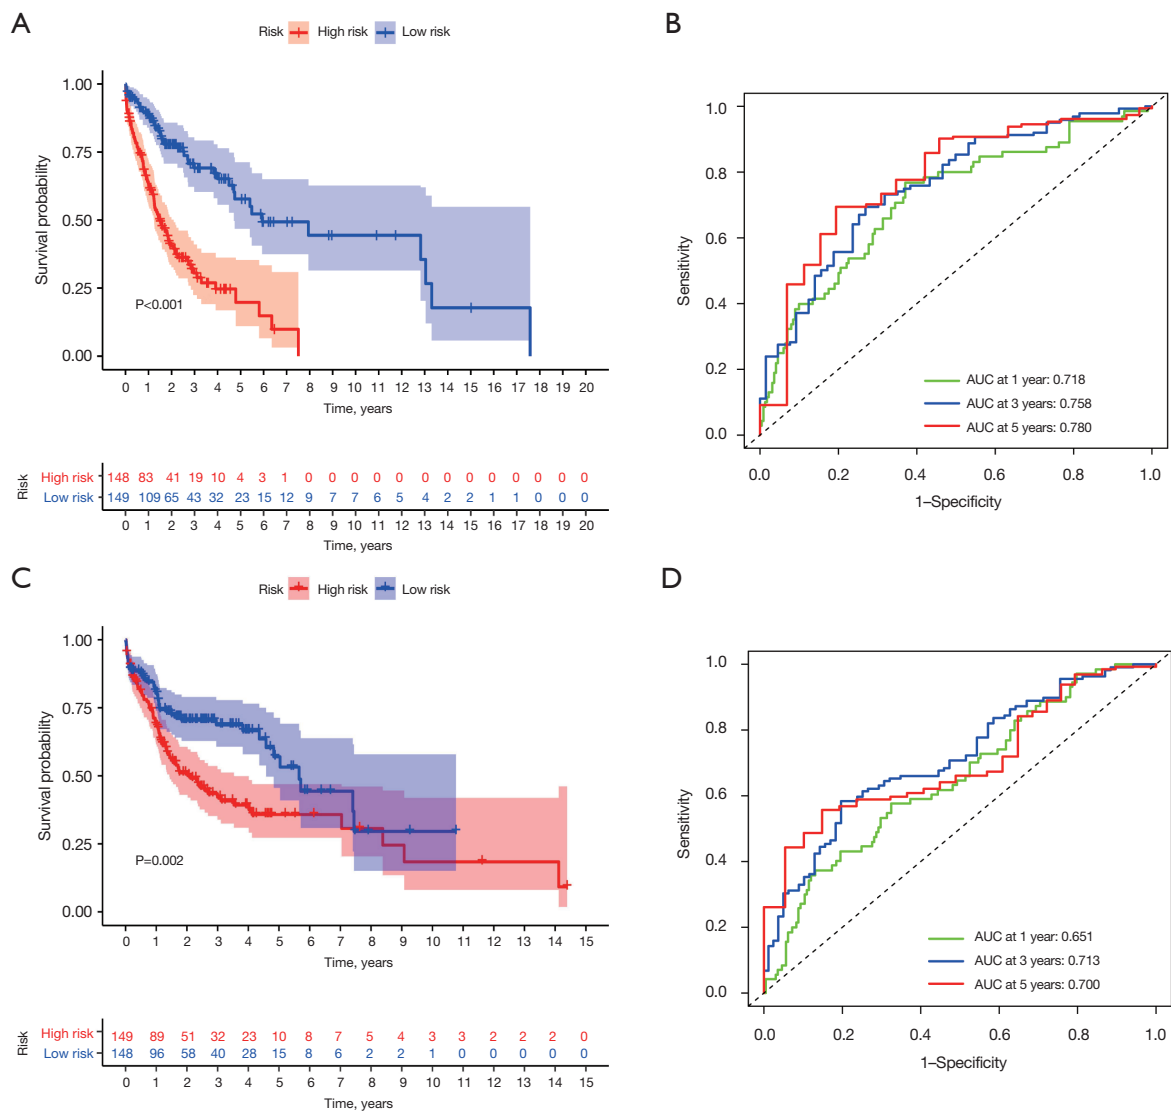 A
Risk High risk Low risk
1.00
0.75
0.50
0.25
0.00
Survival probability
P<0.001
0 1 2 3 4 5 6 7 8 9 10 11 12 13 14 15 16 17 18 19 20
Time, years
Risk
High risk 148 83 41 19 10 4 3 1 0 0 0 0 0 0 0 0 0 0 0 0 0
Low risk 149 109 65 43 32 23 15 12 9 7 7 6 5 4 2 2 1 1 0 0 0
0 1 2 3 4 5 6 7 8 9 10 11 12 13 14 15 16 17 18 19 20
Time, years
B
1.0
0.8
0.6
0.4
0.2
0.0
Sensitivity
AUC at 1 year: 0.718
AUC at 3 years: 0.758
AUC at 5 years: 0.780
0.0 0.2 0.4 0.6 0.8 1.0
1–Specificity
C
Risk High risk Low risk
1.00
0.75
0.50
0.25
0.00
Survival probability
P=0.002
0 1 2 3 4 5 6 7 8 9 10 11 12 13 14 15
Time, years
Risk
High risk 149 89 51 32 23 10 8 7 5 4 3 3 2 2 2 0
Low risk 148 96 58 40 28 15 8 6 2 2 1 0 0 0 0 0
0 1 2 3 4 5 6 7 8 9 10 11 12 13 14 15
Time, years
D
1.0
0.8
0.6
0.4
0.2
0.0
Sensitivity
AUC at 1 year: 0.651
AUC at 3 years: 0.713
AUC at 5 years: 0.700
0.0 0.2 0.4 0.6 0.8 1.0
1–Specificity